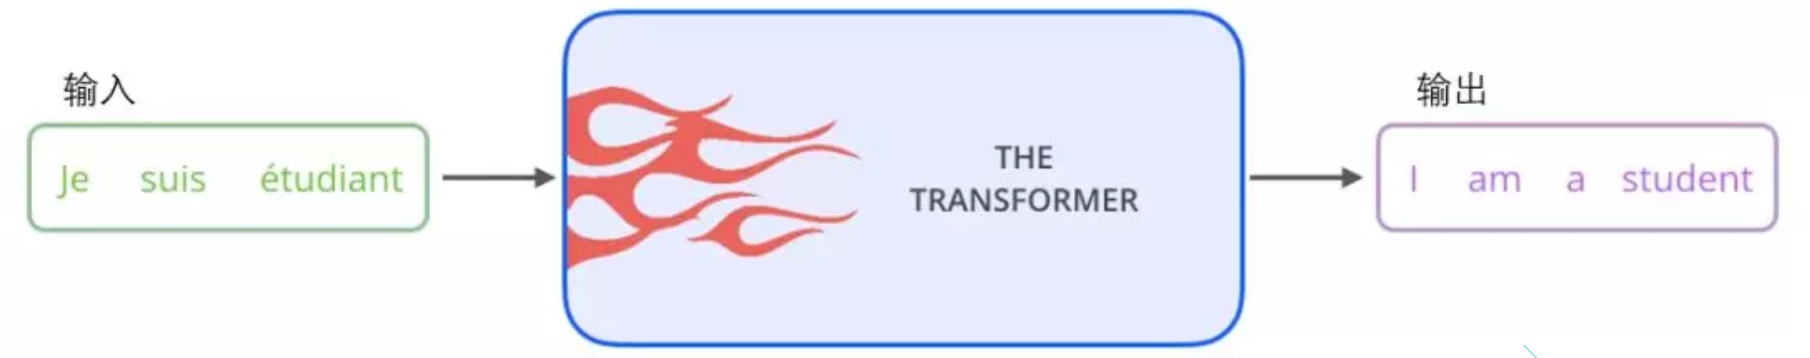 输入
Je suis étudiant
THE
TRANSFORMER
输出
I am a student